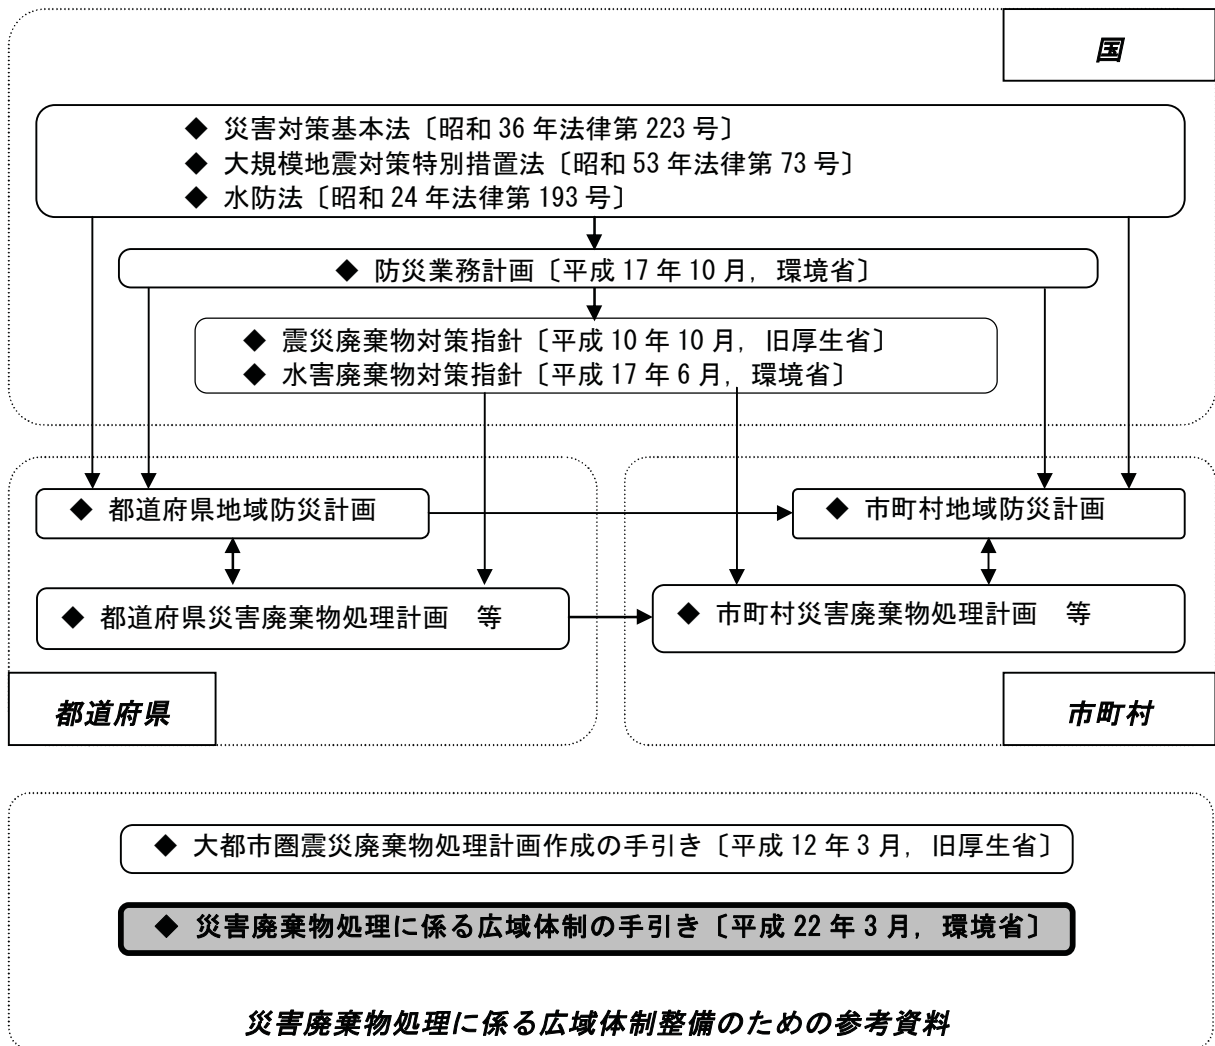 国
◆ 災害対策基本法〔昭和 36 年法律第 223 号〕
◆ 大規模地震対策特別措置法〔昭和 53 年法律第 73 号〕
◆ 水防法〔昭和 24 年法律第 193 号〕
◆ 防災業務計画〔平成 17 年 10 月，環境省〕
◆ 震災廃棄物対策指針〔平成 10 年 10 月，旧厚生省〕
◆ 水害廃棄物対策指針〔平成 17 年 6 月，環境省〕
◆ 都道府県地域防災計画
◆ 市町村地域防災計画
◆ 都道府県災害廃棄物処理計画　等
◆ 市町村災害廃棄物処理計画　等
都道府県
市町村
◆ 大都市圏震災廃棄物処理計画作成の手引き〔平成 12 年 3 月，旧厚生省〕
◆ 災害廃棄物処理に係る広域体制の手引き〔平成 22 年 3 月，環境省〕
災害廃棄物処理に係る広域体制整備のための参考資料